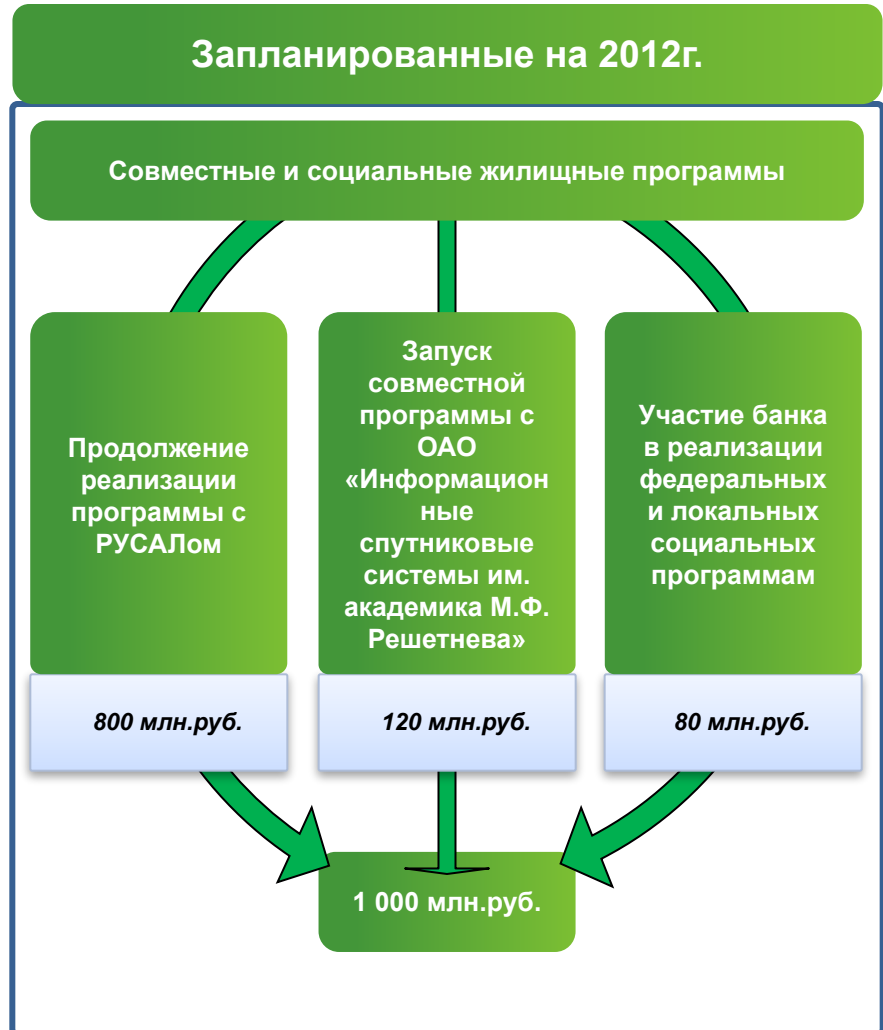 Запланированные на 2012г.
Совместные и социальные жилищные программы
Продолжение
реализации
программы с
РУСАЛом
800 млн.руб.
Запуск
совместной
программы с
ОАО
«Информацион
ные
спутниковые
системы им.
академика М.Ф.
Решетнева»
120 млн.руб.
Участие банка
в реализации
федеральных
и локальных
социальных
программам
80 млн.руб.
1 000 млн.руб.